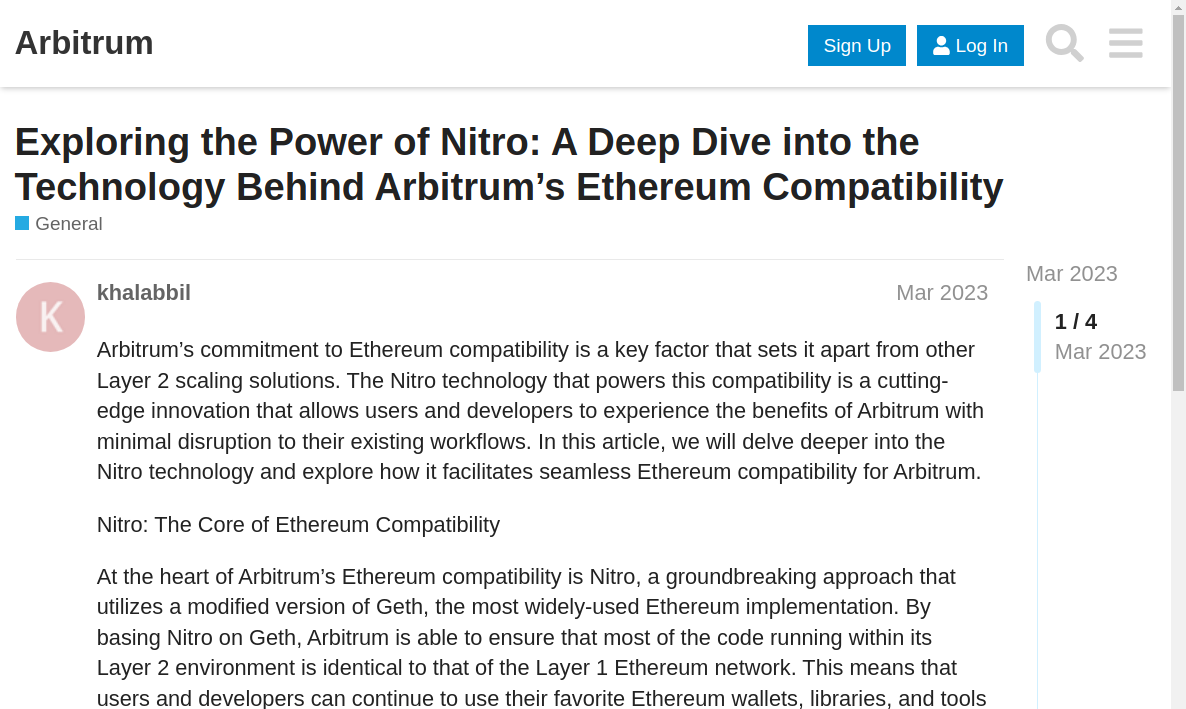 Arbitrum
Sign Up
Log In
Exploring the Power of Nitro: A Deep Dive into the
Technology Behind Arbitrum’s Ethereum Compatibility
General
K
khalabbil
Mar 2023
Arbitrum’s commitment to Ethereum compatibility is a key factor that sets it apart from other
Layer 2 scaling solutions. The Nitro technology that powers this compatibility is a cutting-
edge innovation that allows users and developers to experience the benefits of Arbitrum with
minimal disruption to their existing workflows. In this article, we will delve deeper into the
Nitro technology and explore how it facilitates seamless Ethereum compatibility for Arbitrum.
Nitro: The Core of Ethereum Compatibility
At the heart of Arbitrum’s Ethereum compatibility is Nitro, a groundbreaking approach that
utilizes a modified version of Geth, the most widely-used Ethereum implementation. By
basing Nitro on Geth, Arbitrum is able to ensure that most of the code running within its
Layer 2 environment is identical to that of the Layer 1 Ethereum network. This means that
users and developers can continue to use their favorite Ethereum wallets, libraries, and tools
Mar 2023
1 / 4
Mar 2023